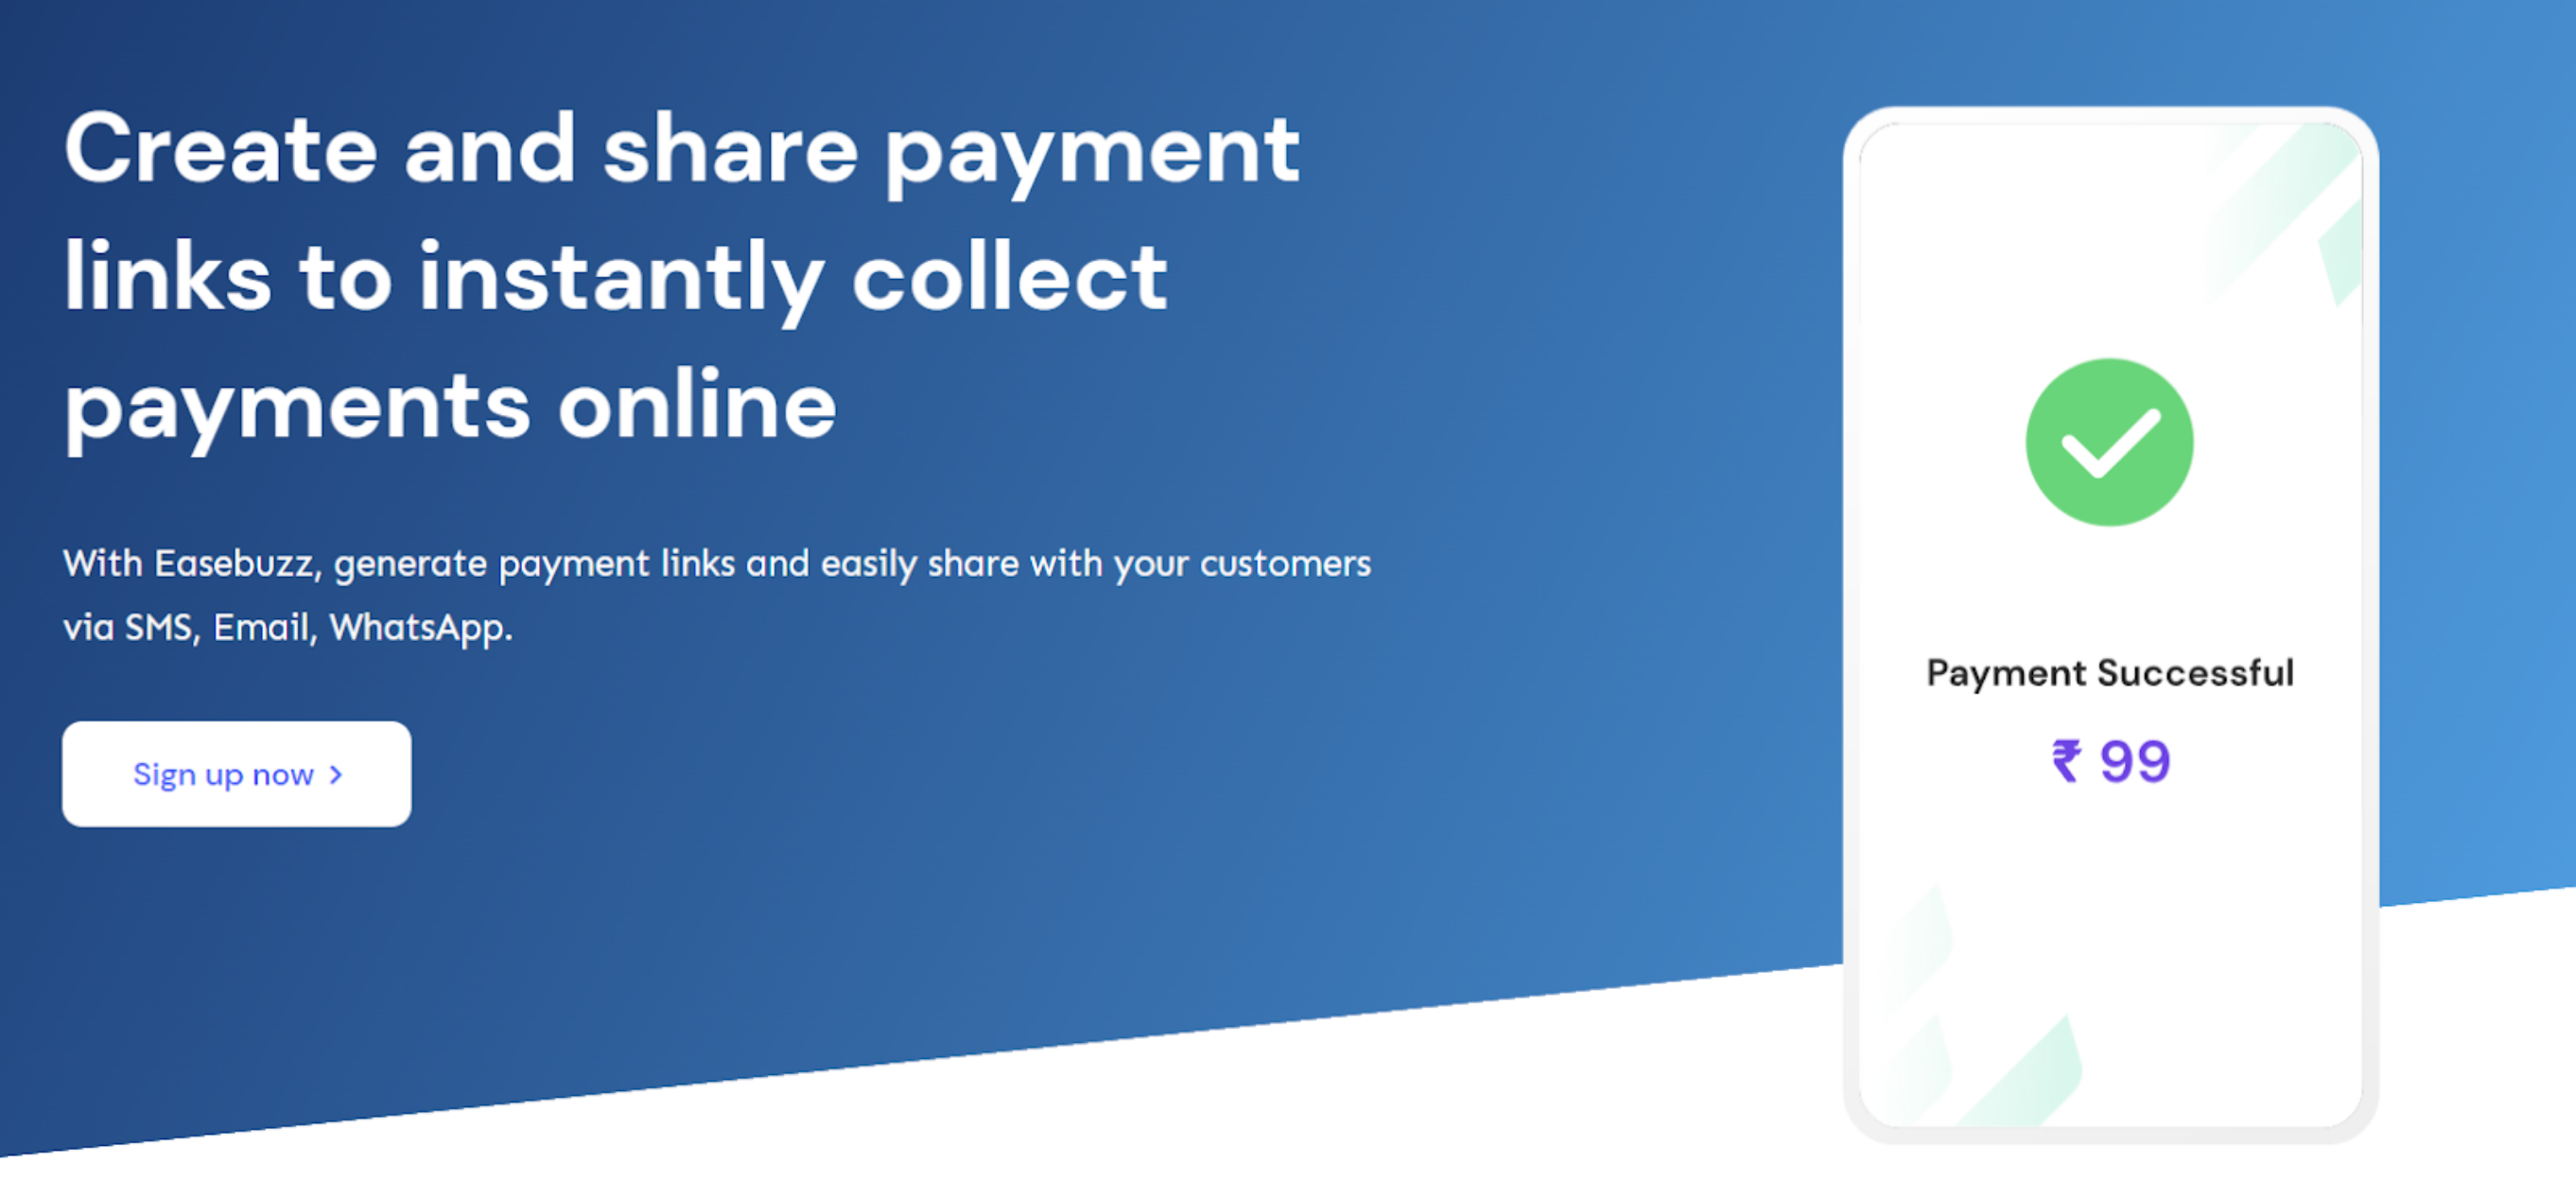 Create and share payment
links to instantly collect
payments online
With Easebuzz, generate payment links and easily share with your customers
via SMS, Email, WhatsApp.
Sign up now >
Payment Successful
₹ 99